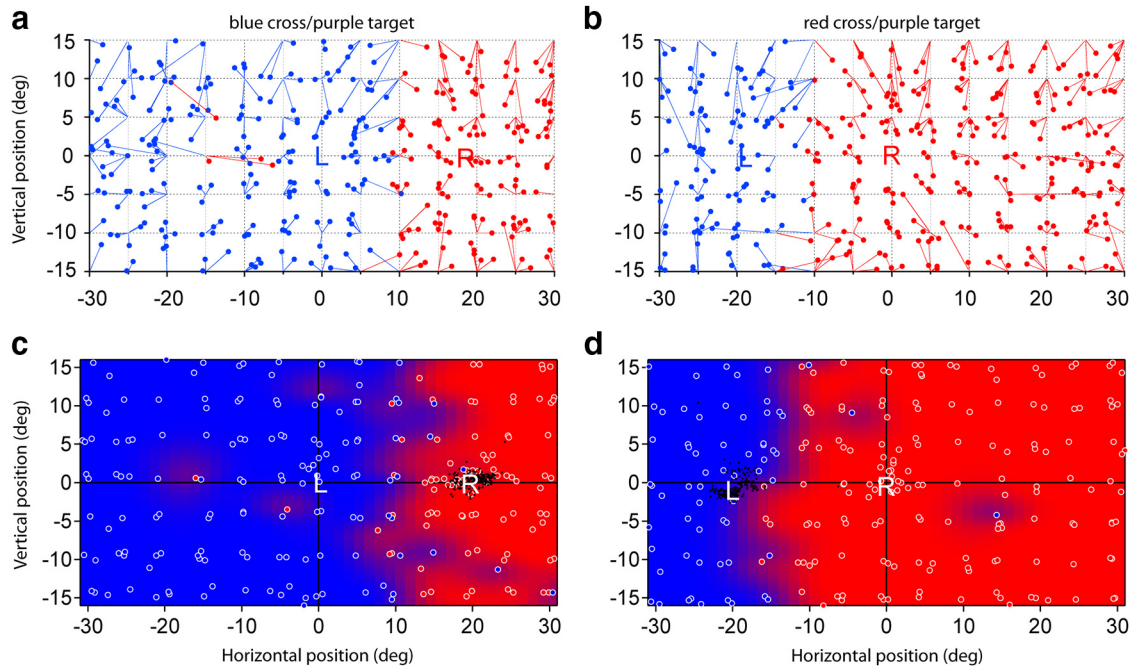 a
blue cross/purple target
b
red cross/purple target
Vertical position (deg)
15
10
5
0
-5
-10
-15
L
R
-30 -20 -10 0 10 20 30
15
10
5
0
-5
-10
-15
L
R
-30 -20 -10 0 10 20 30
c
d
Vertical position (deg)
15
10
5
0
-5
-10
-15
L
R
-30 -20 -10 0 10 20 30
Horizontal position (deg)
15
10
5
0
-5
-10
-15
L
R
-30 -20 -10 0 10 20 30
Horizontal position (deg)